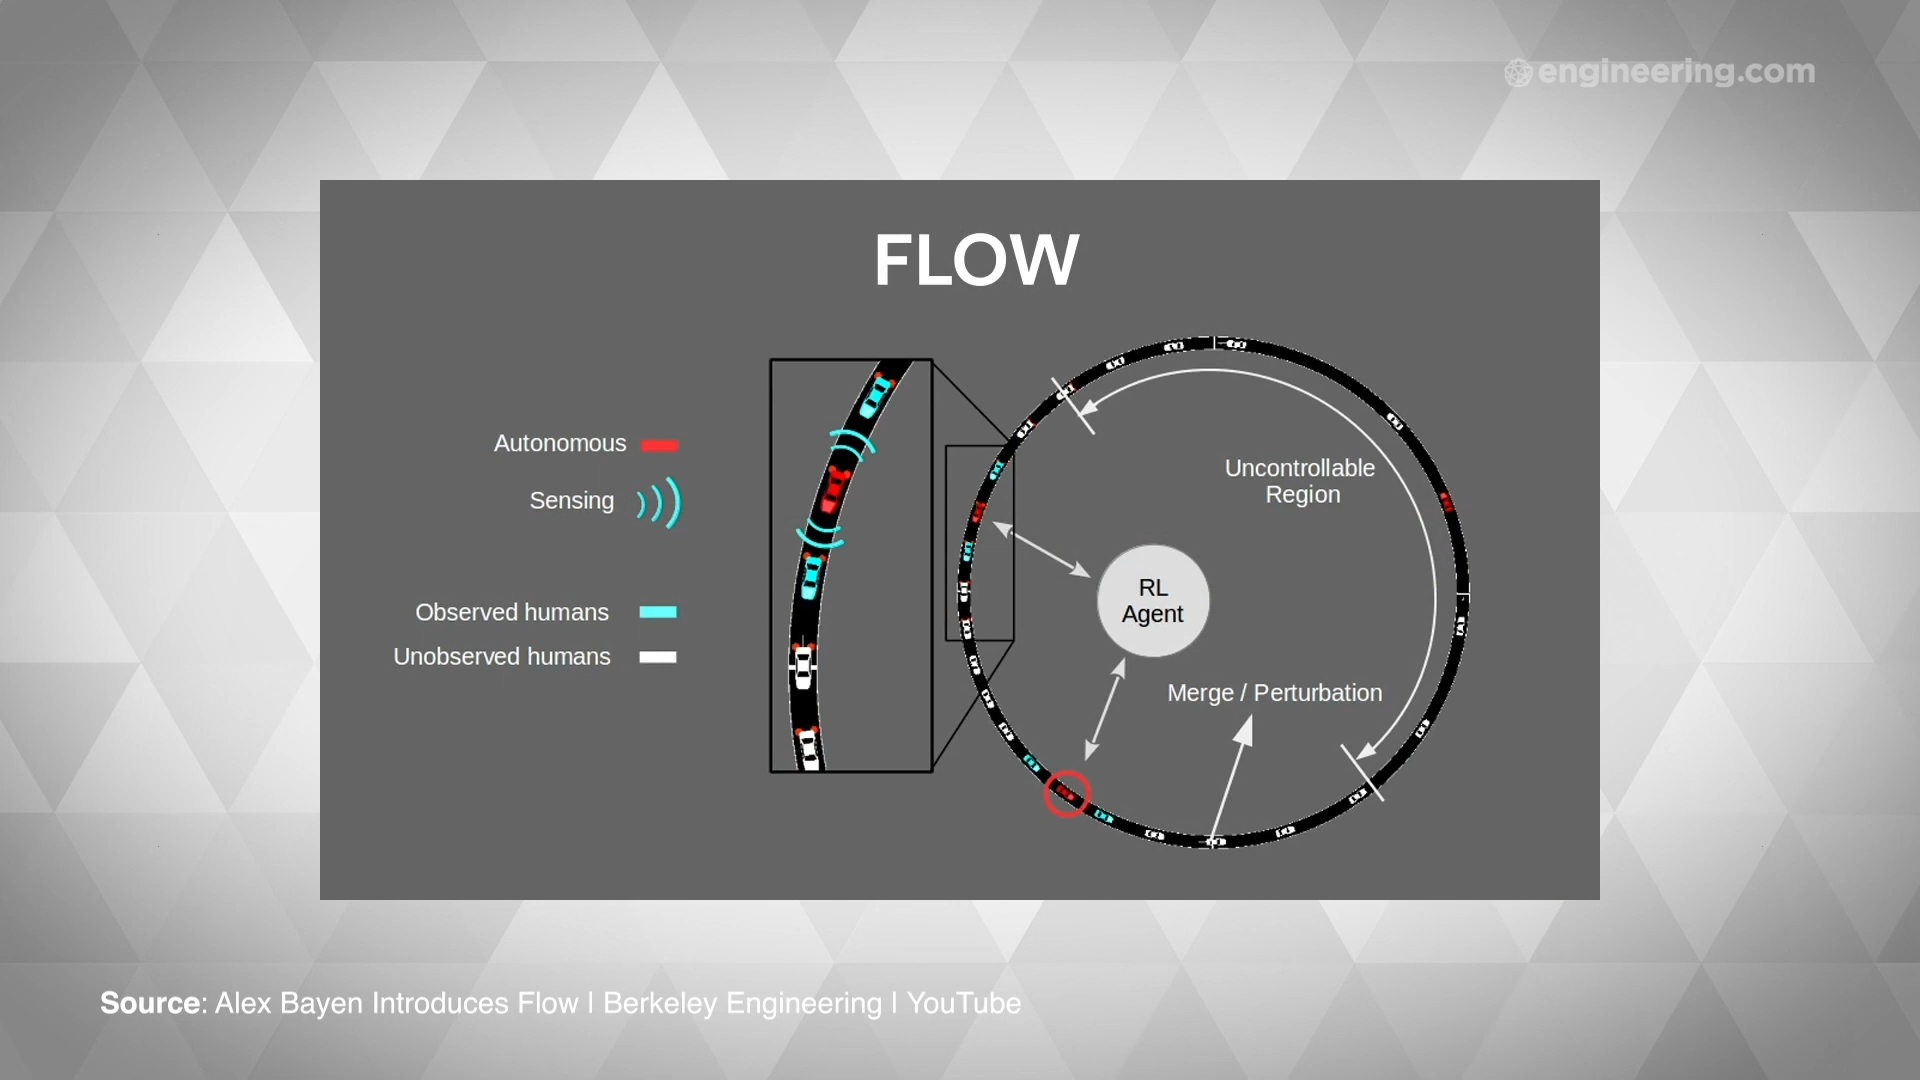 engineering.com
FLOW
Autonomous
Sensing
Observed humans
Unobserved humans
Uncontrollable
Region
RL
Agent
Merge / Perturbation
Source: Alex Bayen Introduces Flow | Berkeley Engineering | YouTube